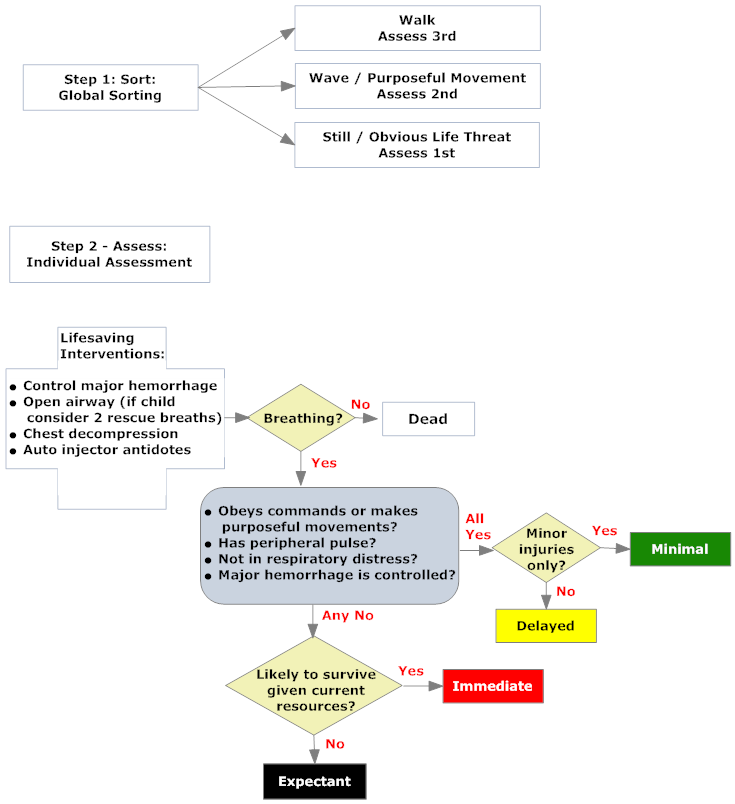 Walk
Assess 3rd
Step 1: Sort:
Global Sorting
Wave / Purposeful Movement
Assess 2nd
Still / Obvious Life Threat
Assess 1st
Step 2 - Assess:
Individual Assessment
Lifesaving
Interventions:
● Control major hemorrhage
● Open airway (if child
consider 2 rescue breaths)
● Chest decompression
● Auto injector antidotes
Breathing?
No
Dead
Yes
● Obeys commands or makes
purposeful movements?
● Has peripheral pulse?
● Not in respiratory distress?
● Major hemorrhage is controlled?
All
Yes
Minor
injuries
only?
Yes
Minimal
No
Delayed
Any No
Likely to survive
given current
resources?
Yes
Immediate
No
Expectant